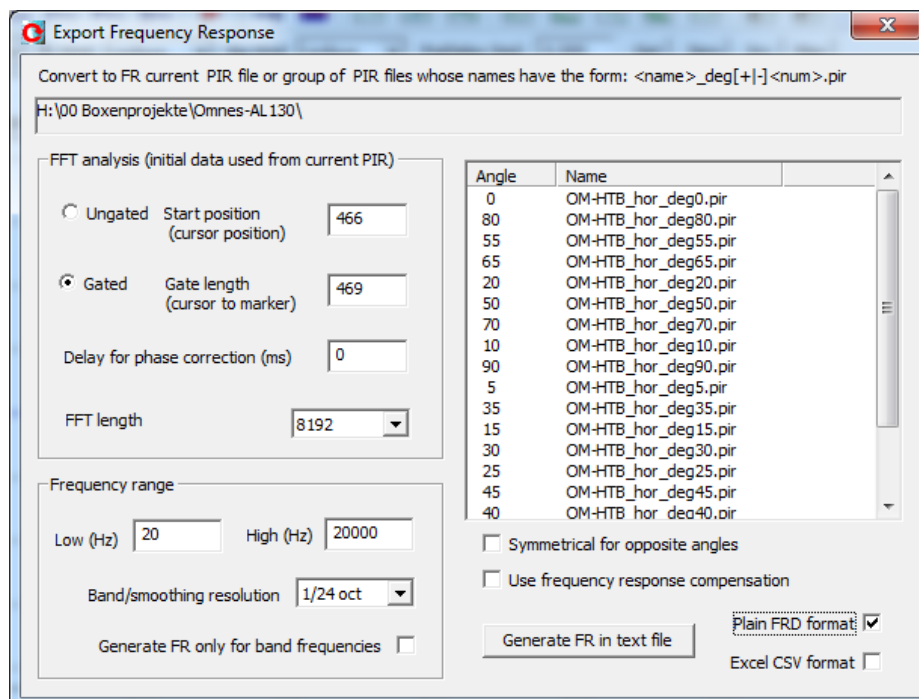 Export Frequency Response
Convert to FR current PIR file or group of PIR files whose names have the form: <name>_deg[+|-]<num>.pir
H:\00 Boxenprojekte\Omnes-AL130\
FFT analysis (initial data used from current PIR)
Ungated Start position (cursor position) 466
Gated Gate length (cursor to marker) 469
Delay for phase correction (ms) 0
FFT length 8192
Frequency range
Low (Hz) 20 High (Hz) 20000
Band/smoothing resolution 1/24 oct
Generate FR only for band frequencies
Angle Name
0 OM-HTB_hor_deg0.pir
80 OM-HTB_hor_deg80.pir
55 OM-HTB_hor_deg55.pir
65 OM-HTB_hor_deg65.pir
20 OM-HTB_hor_deg20.pir
50 OM-HTB_hor_deg50.pir
70 OM-HTB_hor_deg70.pir
10 OM-HTB_hor_deg10.pir
90 OM-HTB_hor_deg90.pir
5 OM-HTB_hor_deg5.pir
35 OM-HTB_hor_deg35.pir
15 OM-HTB_hor_deg15.pir
30 OM-HTB_hor_deg30.pir
25 OM-HTB_hor_deg25.pir
45 OM-HTB_hor_deg45.pir
40 OM-HTB_hor_deg40.pir
Symmetrical for opposite angles
Use frequency response compensation
Generate FR in text file
Plain FRD format
Excel CSV format